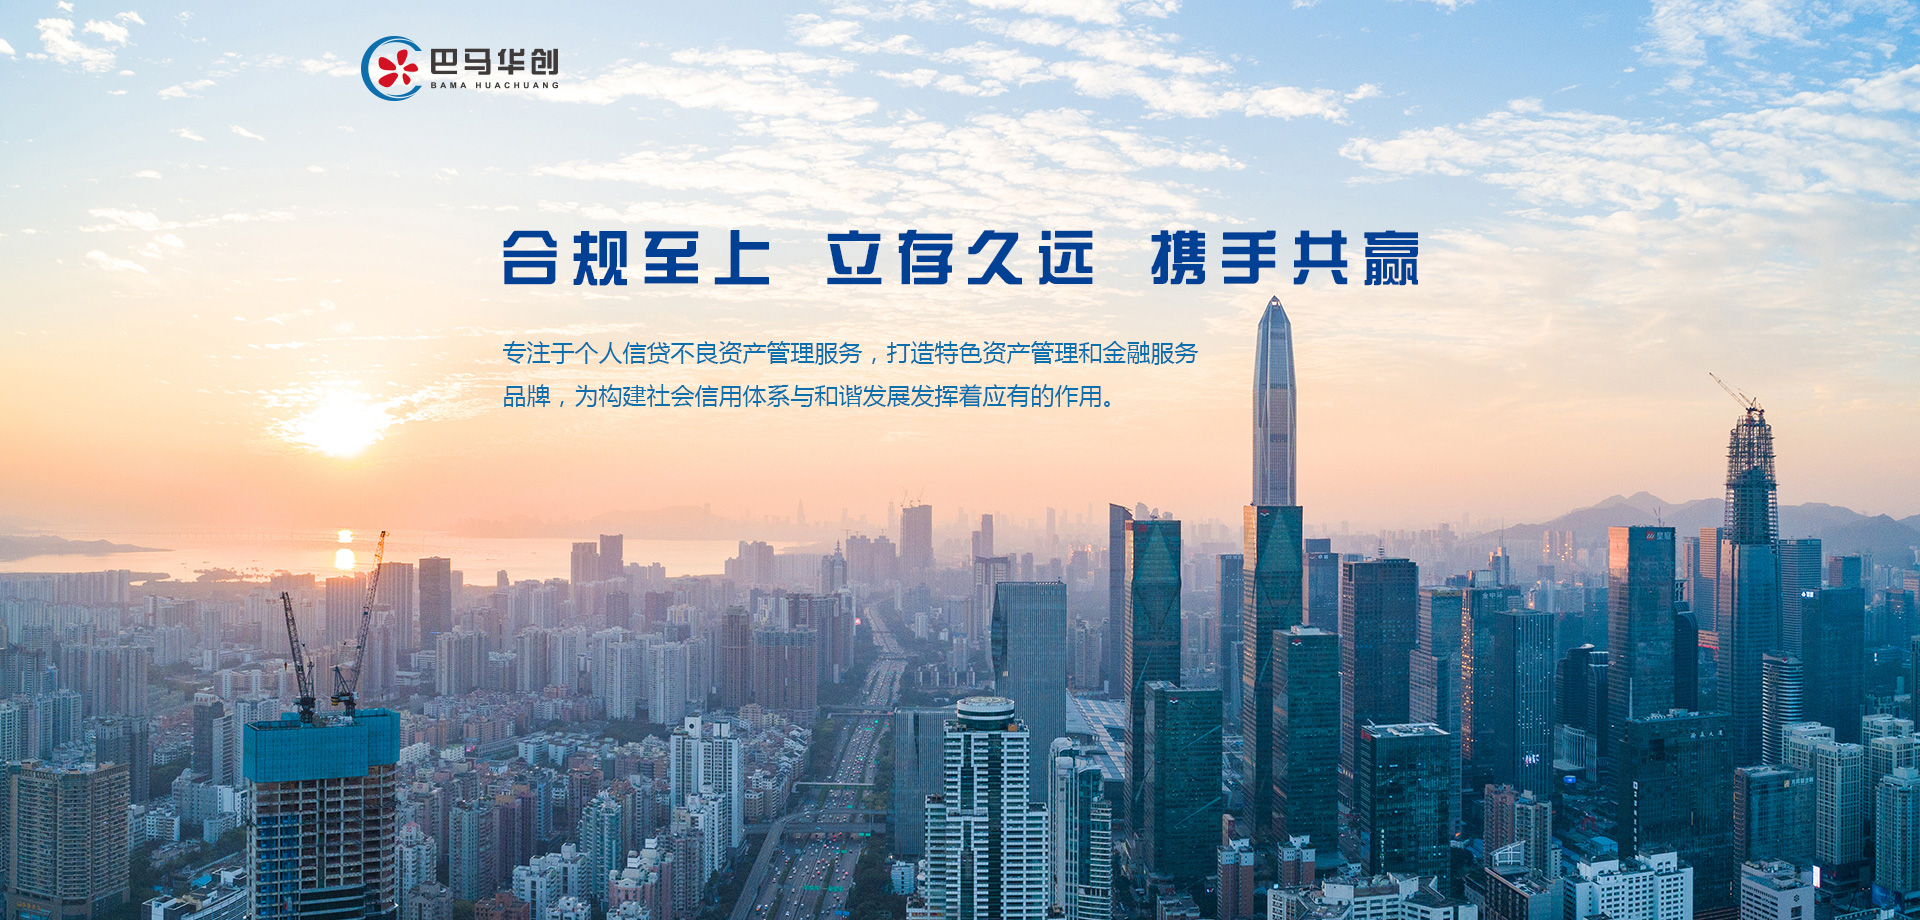 巴马华创
BAMA HUACHUANG
合规至上 立存久远 携手共赢
专注于个人信贷不良资产管理服务，打造特色资产管理和金融服务
品牌，为构建社会信用体系与和谐发展发挥着应有的作用。